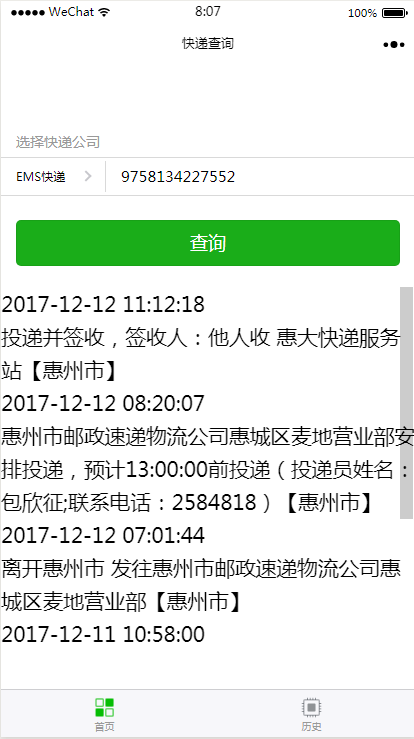 WeChat 8:07 100%
快递查询
选择快递公司
EMS快递 9758134227552
查询
2017-12-12 11:12:18
投递并签收，签收人：他人收 惠大快递服务
站【惠州市】
2017-12-12 08:20:07
惠州市邮政速递物流公司惠城区麦地营业部安
排投递，预计13:00:00前投递（投递员姓名：
包欣征;联系电话：2584818）【惠州市】
2017-12-12 07:01:44
离开惠州市 发往惠州市邮政速递物流公司惠
城区麦地营业部【惠州市】
2017-12-11 10:58:00
首页 历史